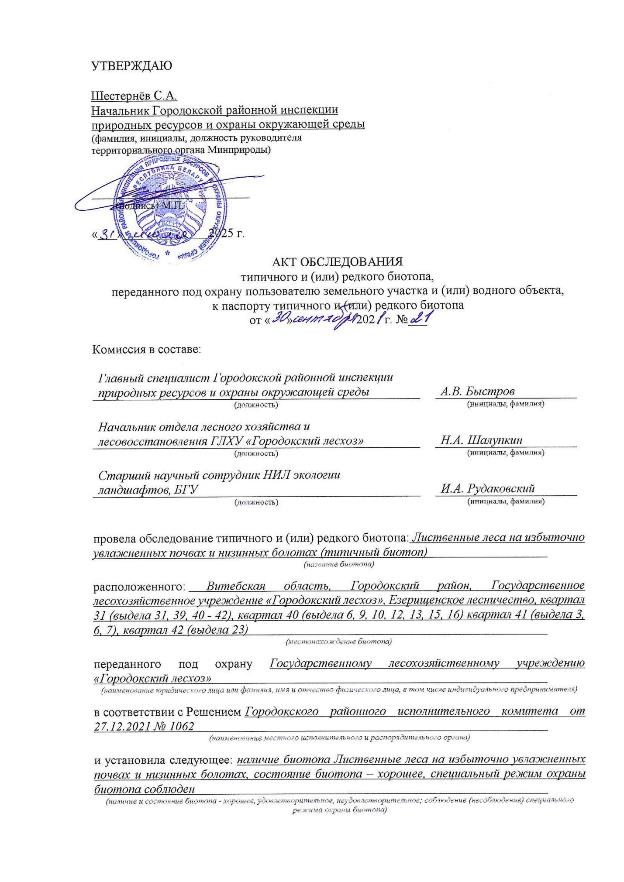 УТВЕРЖДАЮ
Шестернёв С.А.
Начальник Городокской районной инспекции
природных ресурсов и охраны окружающей среды
(фамилия, инициалы, должность руководителя
территориального органа Минприроды)
(подпись) М.П.
«31» 2025 г.
АКТ ОБСЛЕДОВАНИЯ
типичного и (или) редкого биотопа,
переданного под охрану пользователю земельного участка и (или) водного объекта,
к паспорту типичного и (или) редкого биотопа
от «30» сентября 2021 г. № 21
Комиссия в составе:
Главный специалист Городокской районной инспекции
природных ресурсов и охраны окружающей среды А.В. Быстров
(должность) (инициалы, фамилия)
Начальник отдела лесного хозяйства и
лесовосстановления ГЛХУ «Городокский лесхоз» Н.А. Шалупкин
(должность) (инициалы, фамилия)
Старший научный сотрудник НИЛ экологии
ландшафтов, БГУ И.А. Рудаковский
(должность) (инициалы, фамилия)
провела обследование типичного и (или) редкого биотопа: Лиственные леса на избыточно
увлажненных почвах и низинных болотах (типичный биотоп)
(название биотопа)
расположенного: Витебская область, Городокский район, Государственное
лесохозяйственное учреждение «Городокский лесхоз», Езерищенское лесничество, квартал
31 (выдела 31, 39, 40 - 42), квартал 40 (выдела 6, 9, 10, 12, 13, 15, 16) квартал 41 (выдела 3,
6, 7), квартал 42 (выдела 23)
(местонахождение биотопа)
переданного под охрану Государственному лесохозяйственному учреждению
«Городокский лесхоз»
(наименование юридического лица или фамилия, имя и отчество физического лица, в том числе индивидуального предпринимателя)
в соответствии с Решением Городокского районного исполнительного комитета от
27.12.2021 № 1062
(наименование местного исполнительного и распорядительного органа)
и установила следующее: наличие биотопа Лиственные леса на избыточно увлажненных
почвах и низинных болотах, состояние биотопа – хорошее, специальный режим охраны
биотопа соблюден
(наличие и состояние биотопа - хорошее, удовлетворительное, неудовлетворительное; соблюдение (несоблюдение) специального
режима охраны биотопа)